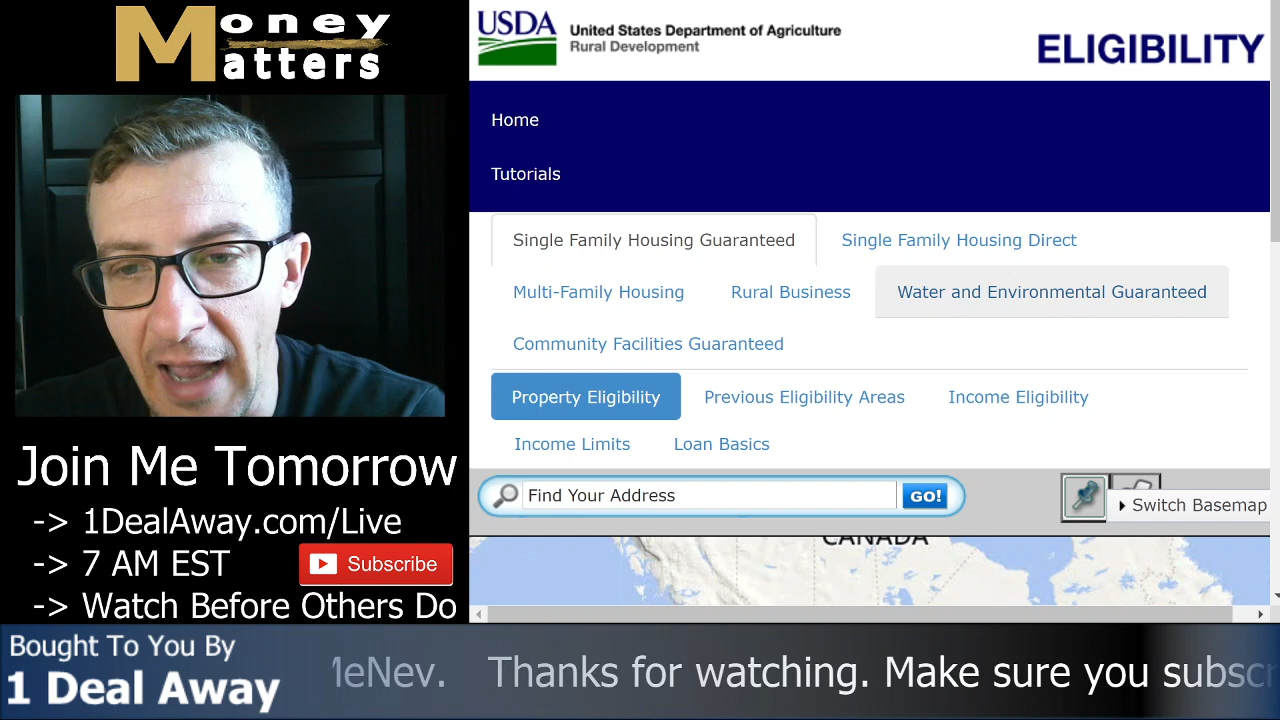 Money
Matters
Join Me Tomorrow
-> 1DealAway.com/Live
-> 7 AM EST
Subscribe
-> Watch Before Others Do
USDA
United States Department of Agriculture
Rural Development
ELIGIBILITY
Home
Tutorials
Single Family Housing Guaranteed
Single Family Housing Direct
Multi-Family Housing
Rural Business
Water and Environmental Guaranteed
Community Facilities Guaranteed
Property Eligibility
Previous Eligibility Areas
Income Eligibility
Income Limits
Loan Basics
Find Your Address
GO!
Switch Basemap
CANADA
Bought To You By
1 Deal Away
MeNev. Thanks for watching. Make sure you subscr